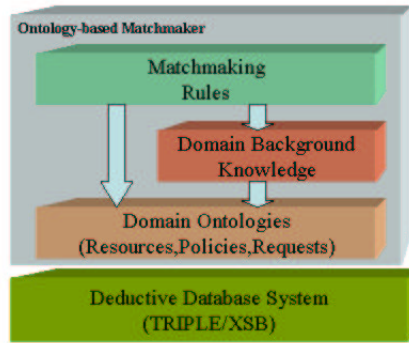 Ontology-based Matchmaker
Matchmaking
Rules
Domain Background
Knowledge
Domain Ontologies
(Resources,Policies,Requests)
Deductive Database System
(TRIPLE/XSB)